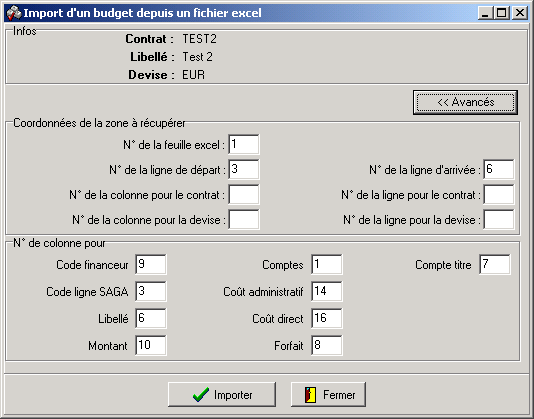 Import d'un budget depuis un fichier excel
Infos
Contrat : TEST2
Libellé : Test 2
Devise : EUR
<< Avancés
Coordonnées de la zone à récupérer
N° de la feuille excel : 1
N° de la ligne de départ : 3 N° de la ligne d'arrivée : 6
N° de la colonne pour le contrat : N° de la ligne pour le contrat :
N° de la colonne pour la devise : N° de la ligne pour la devise :
N° de colonne pour
Code financeur 9 Comptes 1 Compte titre 7
Code ligne SAGA 3 Coût administratif 14
Libellé 6 Coût direct 16
Montant 10 Forfait 8
Importer Fermer